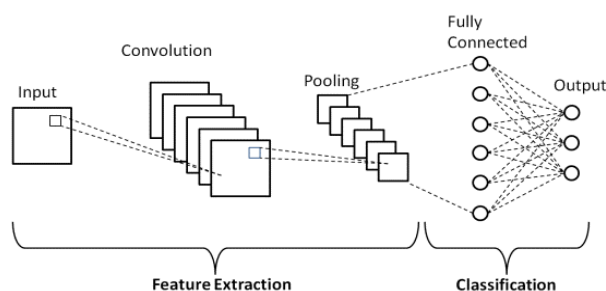 Input
Convolution
Pooling
Fully
Connected
Output
Feature Extraction
Classification